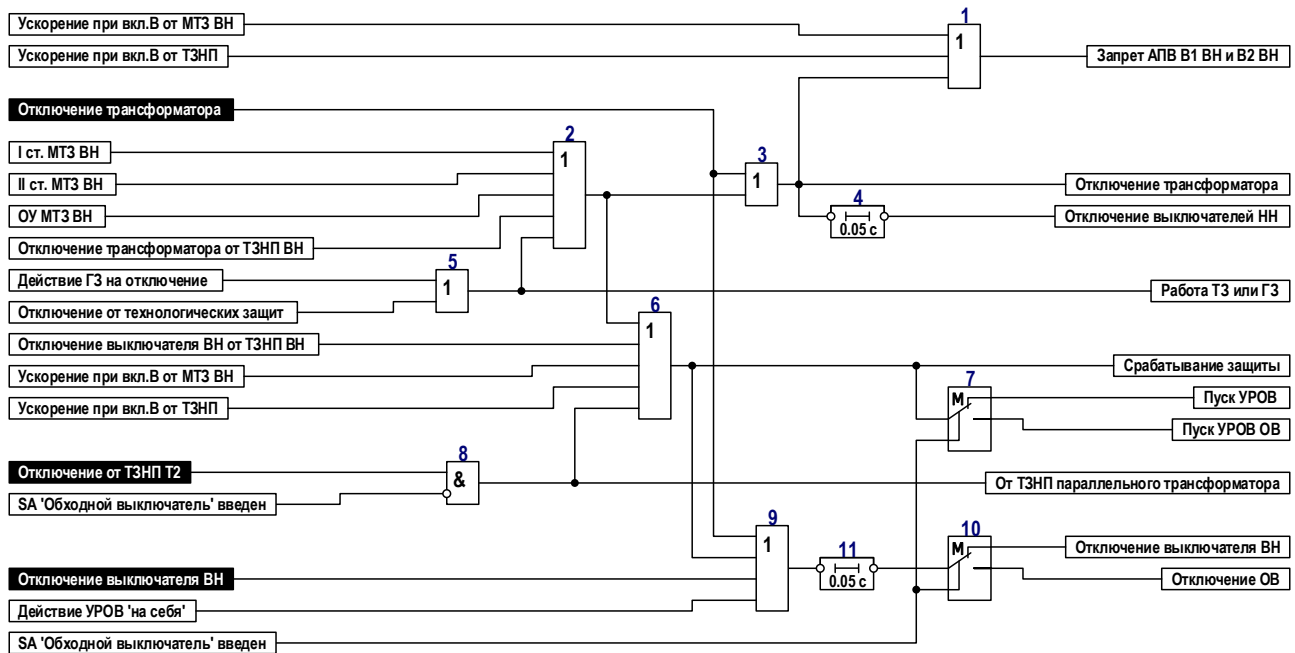 Ускорение при вкл.В от МТЗ ВН
1
1
Ускорение при вкл.В от ТЗНП
Запрет АПВ В1 ВН и В2 ВН
Отключение трансформатора
I ст. МТЗ ВН
2
1
3
1
II ст. МТЗ ВН
Отключение трансформатора
4
0.05 с
ОУ МТЗ ВН
Отключение выключателей НН
Отключение трансформатора от ТЗНП ВН
Действие ГЗ на отключение
5
1
Работа ТЗ или ГЗ
Отключение от технологических защит
6
1
Отключение выключателя ВН от ТЗНП ВН
Ускорение при вкл.В от МТЗ ВН
Срабатывание защиты
7
М
Пуск УРОВ
Ускорение при вкл.В от ТЗНП
Пуск УРОВ ОВ
Отключение от ТЗНП Т2
8
&
От ТЗНП параллельного трансформатора
SA 'Обходной выключатель' введен
9
1
10
М
Отключение выключателя ВН
11
0.05 с
Отключение выключателя ВН
Отключение ОВ
Действие УРОВ 'на себя'
SA 'Обходной выключатель' введен